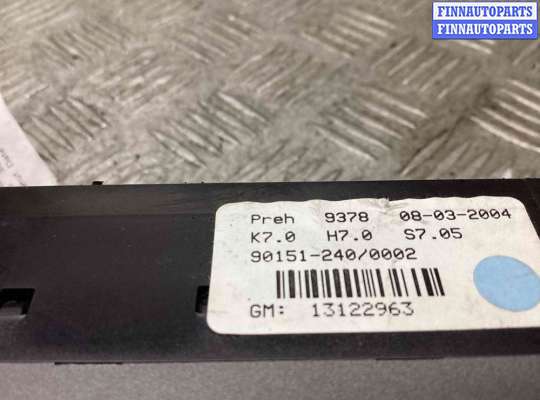 FINNAUTOPARTS
FINNAUTOPARTS
Preh 9378 08-03-2004
K7.0 H7.0 S7.05
90151-240/0002
GM: 13122963